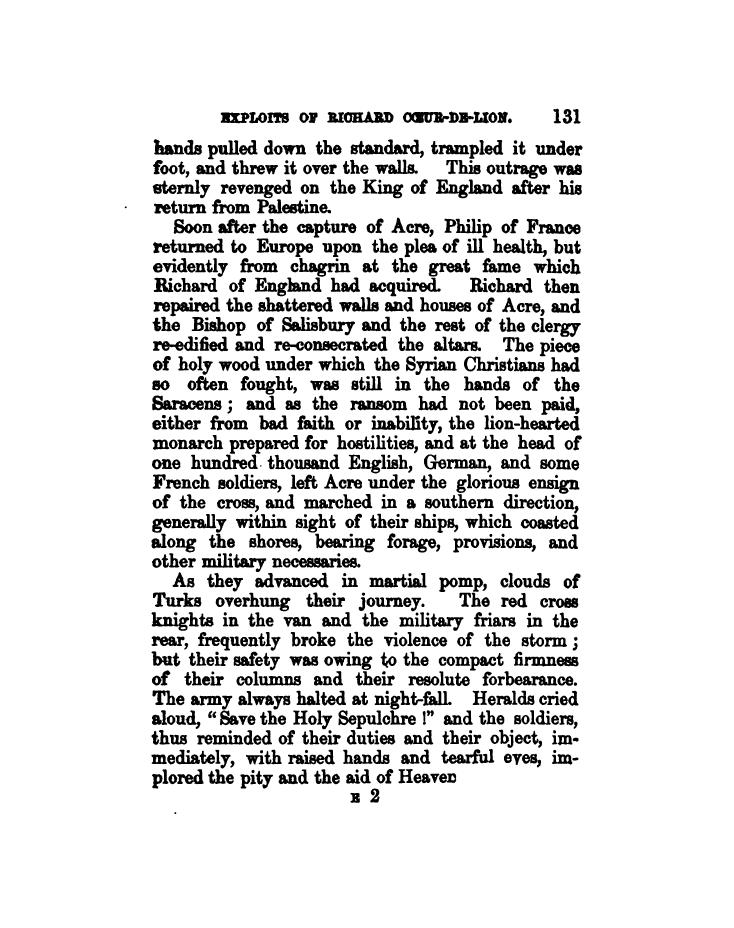 EXPLOITS OF RICHARD CŒUR-DE-LION. 131
hands pulled down the standard, trampled it under
foot, and threw it over the walls. This outrage was
sternly revenged on the King of England after his
return from Palestine.
Soon after the capture of Acre, Philip of France
returned to Europe upon the plea of ill health, but
evidently from chagrin at the great fame which
Richard of England had acquired. Richard then
repaired the shattered walls and houses of Acre, and
the Bishop of Salisbury and the rest of the clergy
re-edified and re-consecrated the altars. The piece
of holy wood under which the Syrian Christians had
so often fought, was still in the hands of the
Saracens; and as the ransom had not been paid,
either from bad faith or inability, the lion-hearted
monarch prepared for hostilities, and at the head of
one hundred thousand English, German, and some
French soldiers, left Acre under the glorious ensign
of the cross, and marched in a southern direction,
generally within sight of their ships, which coasted
along the shores, bearing forage, provisions, and
other military necessaries.
As they advanced in martial pomp, clouds of
Turks overhung their journey. The red cross
knights in the van and the military friars in the
rear, frequently broke the violence of the storm;
but their safety was owing to the compact firmness
of their columns and their resolute forbearance.
The army always halted at night-fall. Heralds cried
aloud, "Save the Holy Sepulchre!" and the soldiers,
thus reminded of their duties and their object, im-
mediately, with raised hands and tearful eyes, im-
plored the pity and the aid of Heaven
E 2